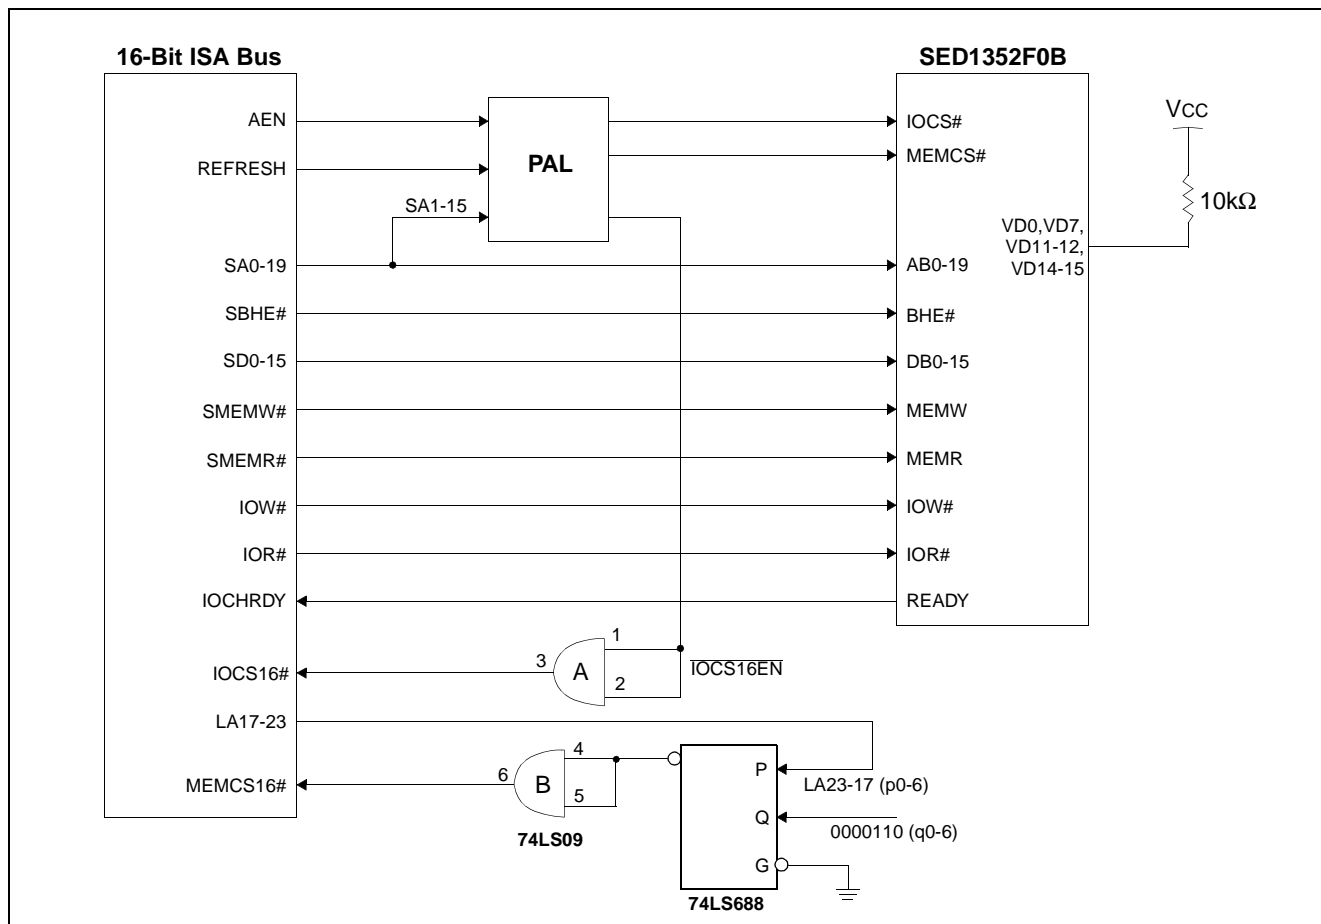 16-Bit ISA Bus
SED1352F0B
AEN
REFRESH
SA0-19
SBHE#
SD0-15
SMEMW#
SMEMR#
IOW#
IOR#
IOCHRDY
IOCS16#
LA17-23
MEMCS16#
SA1-15
PAL
IOCS#
MEMCS#
AB0-19
BHE#
DB0-15
MEMW
MEMR
IOW#
IOR#
READY
VD0,VD7,
VD11-12,
VD14-15
VCC
10kΩ
1
2
3
A
IOCS16EN
4
5
6
B
74LS09
P
Q
G
LA23-17 (p0-6)
0000110 (q0-6)
74LS688